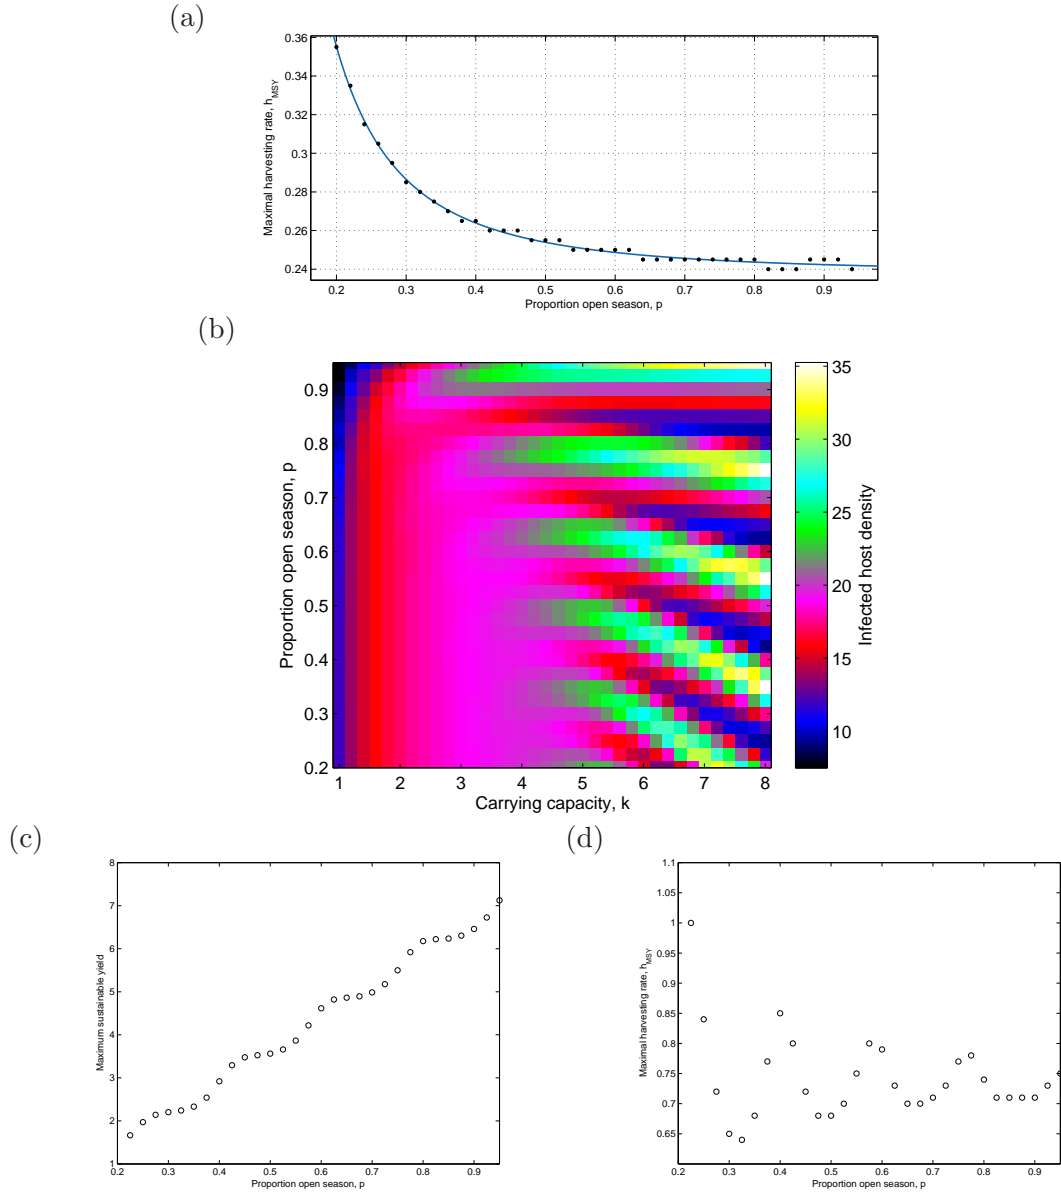 (a)
0.36
0.34
0.32
0.3
0.28
0.26
0.24
Maximal harvesting rate, h_MSY
0.2 0.3 0.4 0.5 0.6 0.7 0.8 0.9
Proportion open season, p
(b)
0.9
0.8
0.7
0.6
0.5
0.4
0.3
0.2
Proportion open season, p
1 2 3 4 5 6 7 8
Carrying capacity, k
35
30
25
20
15
10
Infected host density
(c)
8
7
6
5
4
3
2
1
Maximum sustainable yield
0.2 0.3 0.4 0.5 0.6 0.7 0.8 0.9
Proportion open season, p
(d)
1.1
1.05
1
0.95
0.9
0.85
0.8
0.75
0.7
0.65
Maximal harvesting rate, h_MSY
0.2 0.3 0.4 0.5 0.6 0.7 0.8 0.9
Proportion open season, p